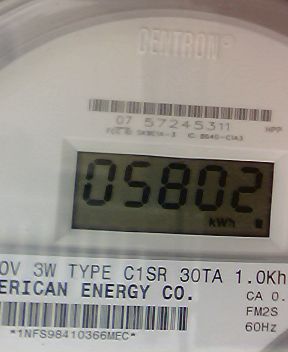 CENTRON®
07 57245311
HPP
05802
kWh
0V 3W TYPE C1SR 30TA 1.0Kh
ERICAN ENERGY CO.
CA 0.
FM2S
*1NFS98410366MEC*
60Hz